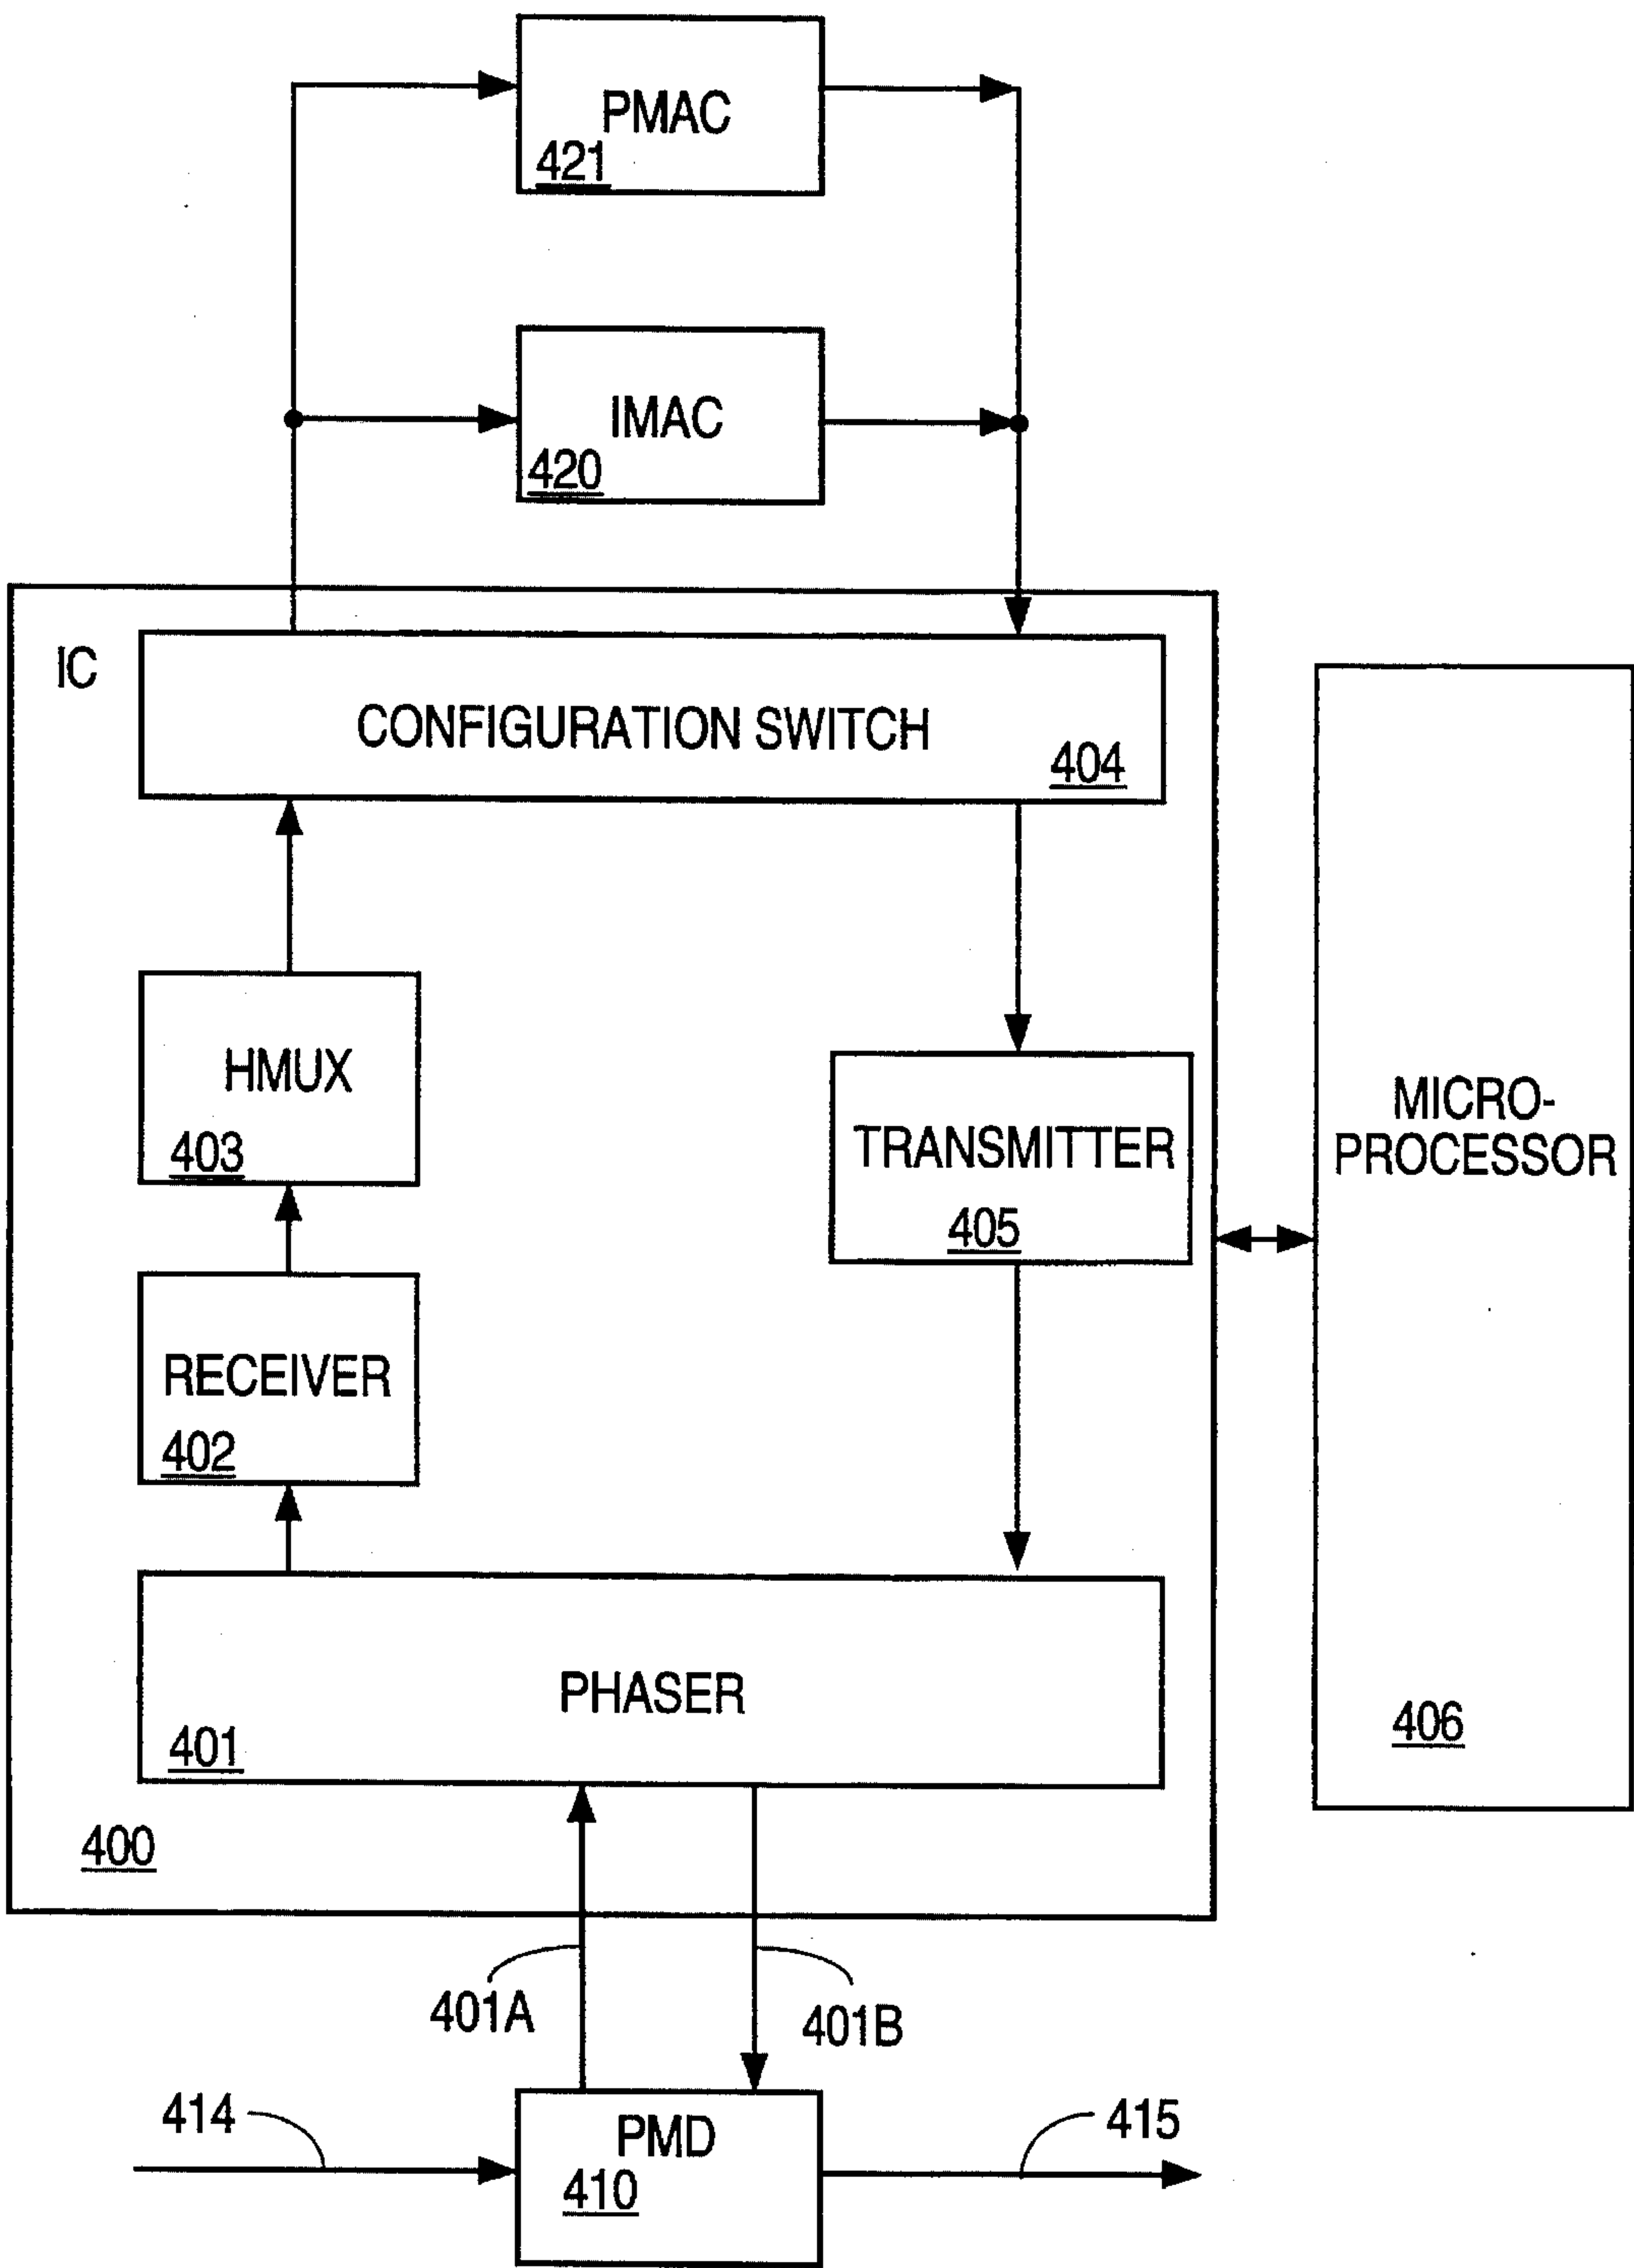 PMAC
421
IMAC
420
IC
CONFIGURATION SWITCH
404
HMUX
403
TRANSMITTER
405
MICRO-
PROCESSOR
RECEIVER
402
PHASER
401
406
400
401A
401B
414
PMD
410
415